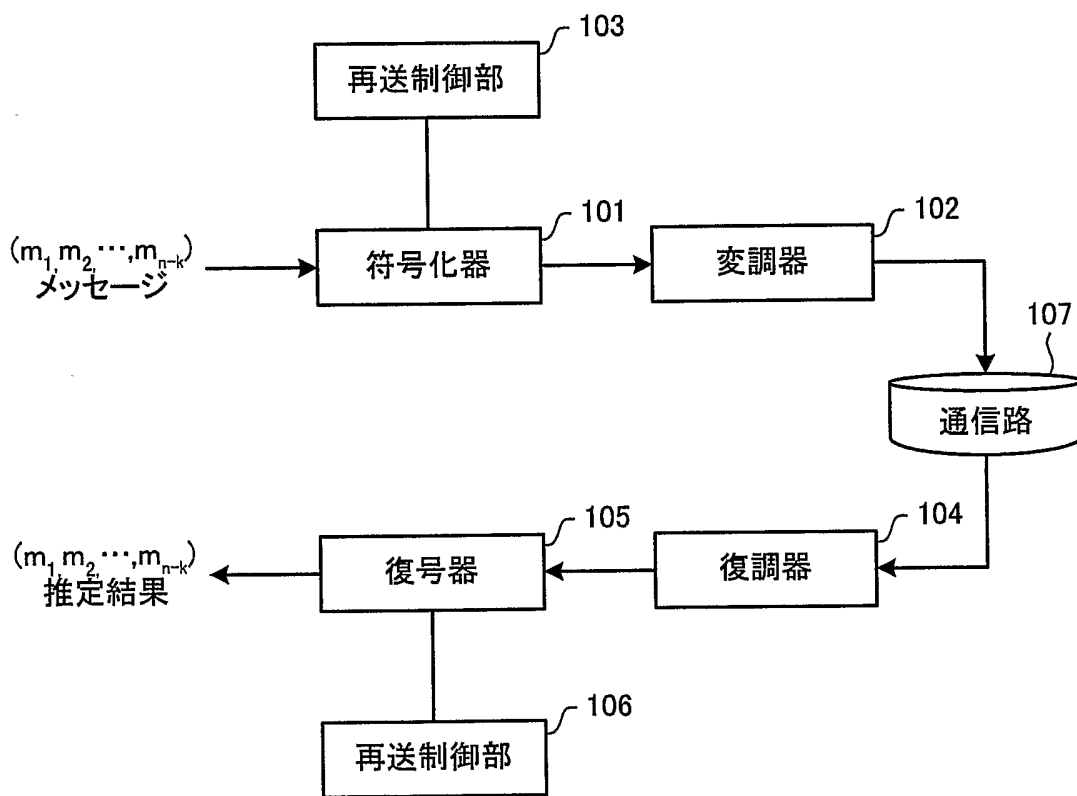 103
再送制御部
(m1,m2,…,mn-k)
メッセージ
101
符号化器
102
変調器
107
通信路
(m1,m2,…,mn-k)
推定結果
105
復号器
104
復調器
106
再送制御部